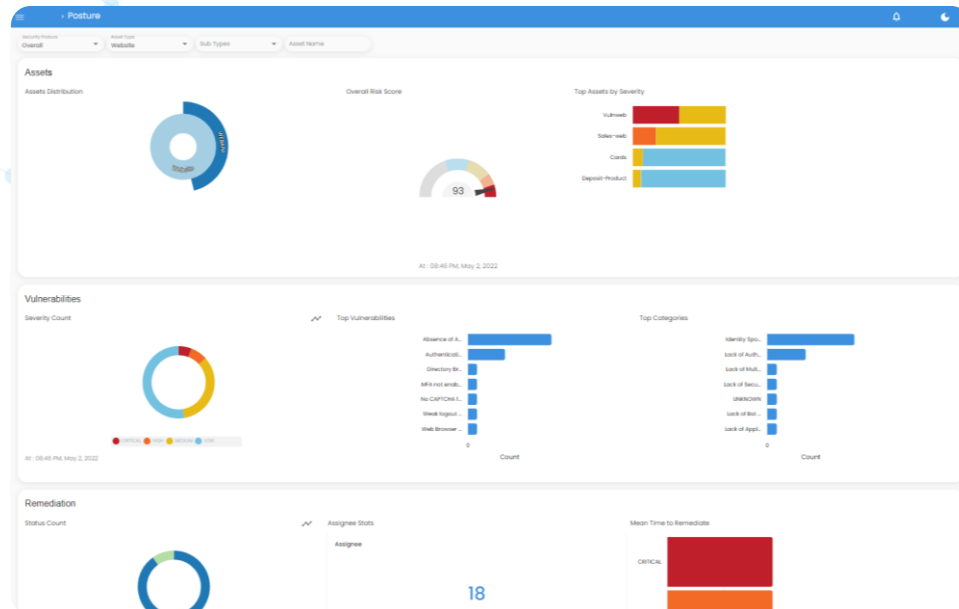 › Posture
Security Posture
Overall
Asset Type
Website
Sub Types
Asset Name
Assets
Assets Distribution
Overall Risk Score
Top Assets by Severity
Vulnweb
Sales-web
Cards
Deposit-Product
93
At : 08:46 PM, May 2, 2022
Vulnerabilities
Severity Count
Top Vulnerabilities
Top Categories
Absence of A...
Authenticati...
Directory Br...
MFA not enab...
No CAPTCHA I...
Weak logout ...
Web Browser ...
0
Count
Identity Spo...
Lack of Auth...
Lack of Mult...
Lack of Secu...
UNKNOWN
Lack of Bot ...
Lack of Appl...
0
Count
CRITICAL
HIGH
MEDIUM
LOW
At : 08:46 PM, May 2, 2022
Remediation
Status Count
Assignee Stats
Mean Time to Remediate
Assignee
18
CRITICAL